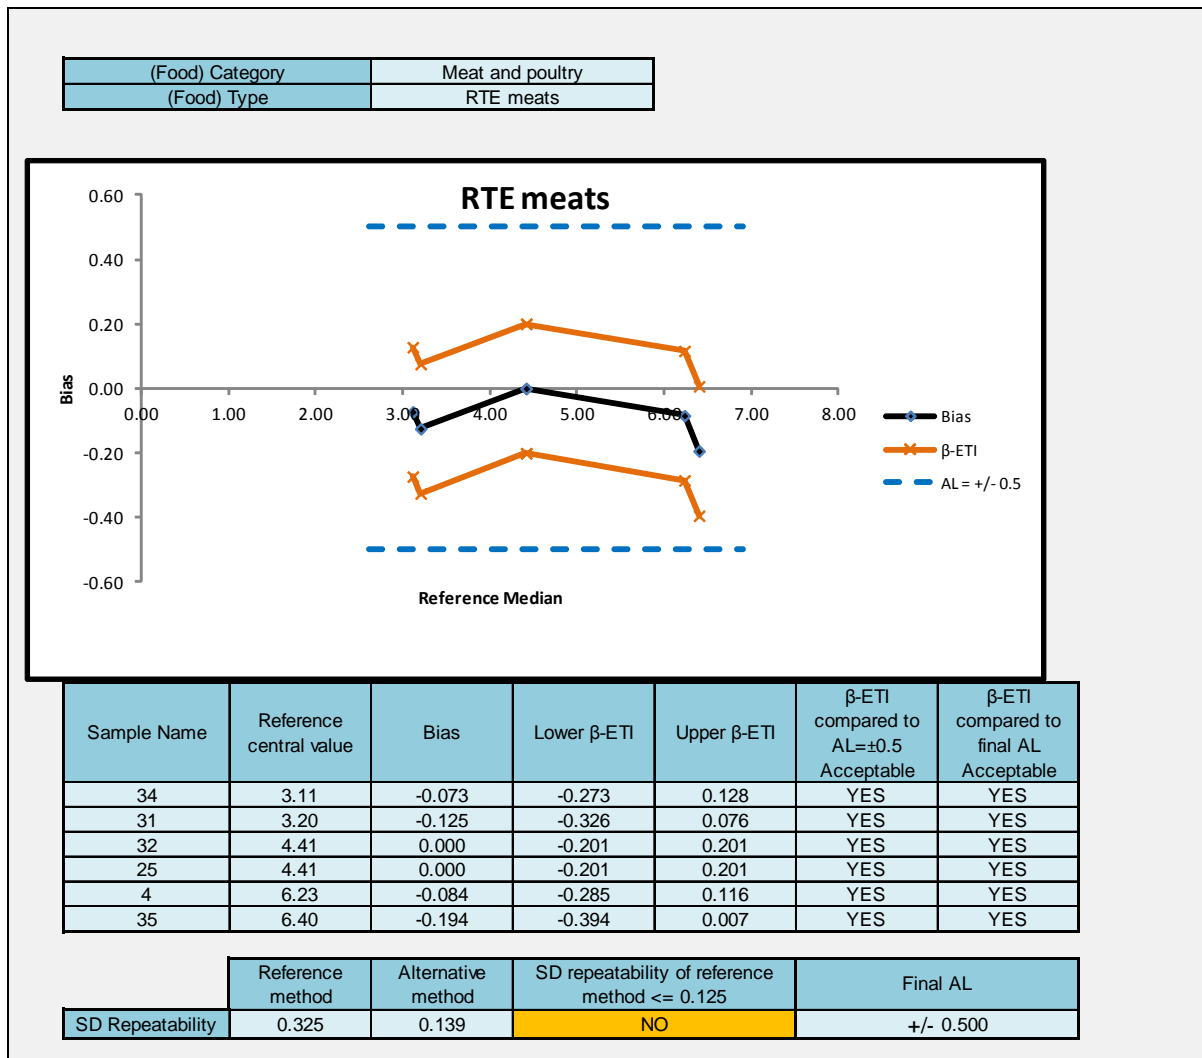 (Food) Category Meat and poultry
(Food) Type RTE meats
RTE meats
0.60
0.40
0.20
0.00
-0.20
-0.40
-0.60
Bias
0.00 1.00 2.00 3.00 4.00 5.00 6.00 7.00 8.00
Reference Median
Bias
β-ETI
AL = +/- 0.5
Sample Name Reference central value Bias Lower β-ETI Upper β-ETI β-ETI compared to AL=±0.5 Acceptable β-ETI compared to final AL Acceptable
34 3.11 -0.073 -0.273 0.128 YES YES
31 3.20 -0.125 -0.326 0.076 YES YES
32 4.41 0.000 -0.201 0.201 YES YES
25 4.41 0.000 -0.201 0.201 YES YES
4 6.23 -0.084 -0.285 0.116 YES YES
35 6.40 -0.194 -0.394 0.007 YES YES
Reference method Alternative method SD repeatability of reference method <= 0.125 Final AL
SD Repeatability 0.325 0.139 NO +/- 0.500